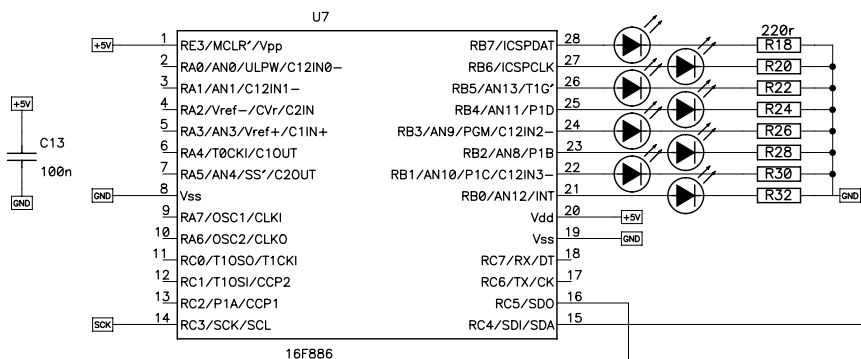 U7
+5V 1 RE3/MCLR'/Vpp RB7/ICSPDAT 28 220r R18
2 RA0/AN0/ULPW/C12IN0- RB6/ICSPCLK 27 R20
3 RA1/AN1/C12IN1- RB5/AN13/T1G' 26 R22
+5V 4 RA2/Vref-/CVr/C2IN RB4/AN11/P1D 25 R24
5 RA3/AN3/Vref+/C1IN+ RB3/AN9/PGM/C12IN2- 24 R26
C13 6 RA4/T0CKI/C1OUT RB2/AN8/P1B 23 R28
100n 7 RA5/AN4/SS'/C2OUT RB1/AN10/P1C/C12IN3- 22 R30
GND GND 8 Vss RB0/AN12/INT 21 R32 GND
9 RA7/OSC1/CLKI Vdd 20 +5V
10 RA6/OSC2/CLKO Vss 19 GND
11 RC0/T1OSO/T1CKI RC7/RX/DT 18
12 RC1/T1OSI/CCP2 RC6/TX/CK 17
13 RC2/P1A/CCP1 RC5/SDO 16
SCK 14 RC3/SCK/SCL RC4/SDI/SDA 15
16F886